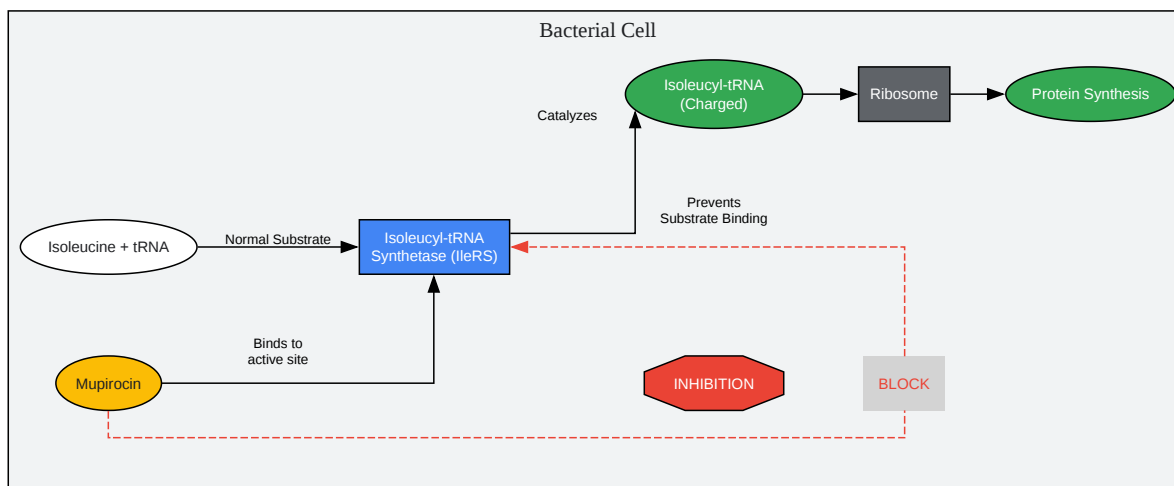 Bacterial Cell
Isoleucyl-tRNA
(Charged)
Ribosome
Protein Synthesis
Catalyzes
Prevents
Substrate Binding
Isoleucine + tRNA
Normal Substrate
Isoleucyl-tRNA
Synthetase (IleRS)
Binds to
active site
Mupirocin
INHIBITION
BLOCK